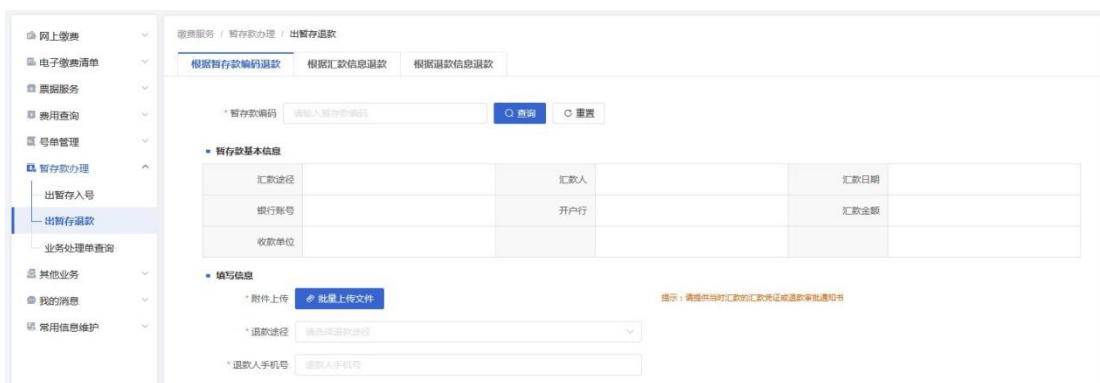 网上缴费
电子缴费清单
票据服务
费用查询
号单管理
暂存款办理
出暂存入号
出暂存退款
业务处理单查询
其他业务
我的消息
常用信息维护
缴费服务 / 暂存款办理 / 出暂存退款
根据暂存款编码退款 根据汇款信息退款 根据退款信息退款
* 暂存款编码 请输入暂存款编码 查询 重置
暂存款基本信息
汇款途径 汇款人 汇款日期
银行账号 开户行 汇款金额
收款单位
填写信息
* 附件上传 批量上传文件 提示：请提供当时汇款的汇款凭证或退款审批通知书
* 退款途径 请选择退款途径
* 退款人手机号 退款人手机号